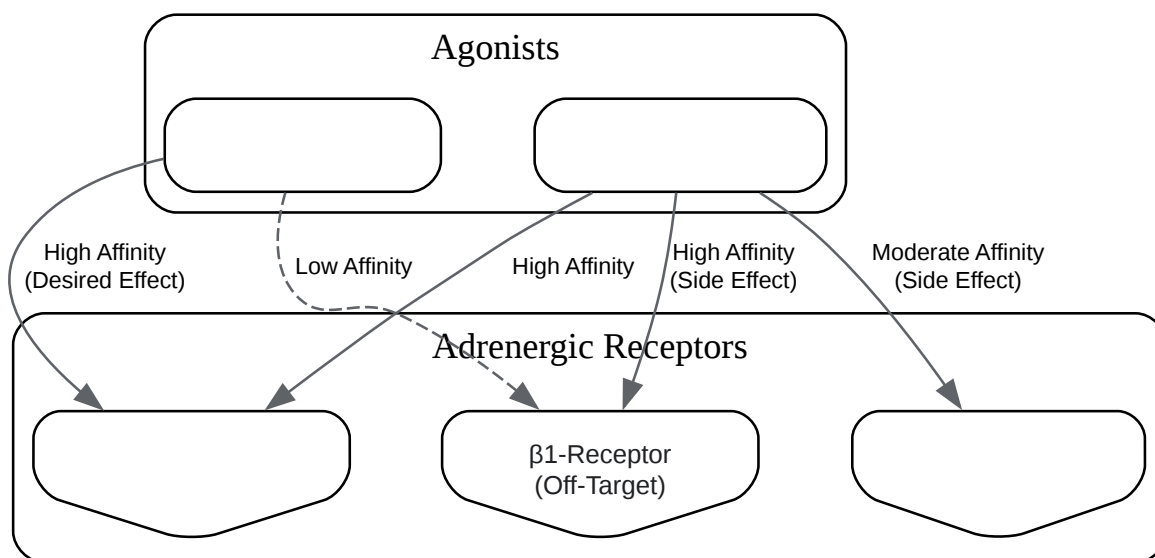 Agonists
High Affinity
(Desired Effect)
Low Affinity
High Affinity
High Affinity
(Side Effect)
Moderate Affinity
(Side Effect)
Adrenergic Receptors
β1-Receptor
(Off-Target)